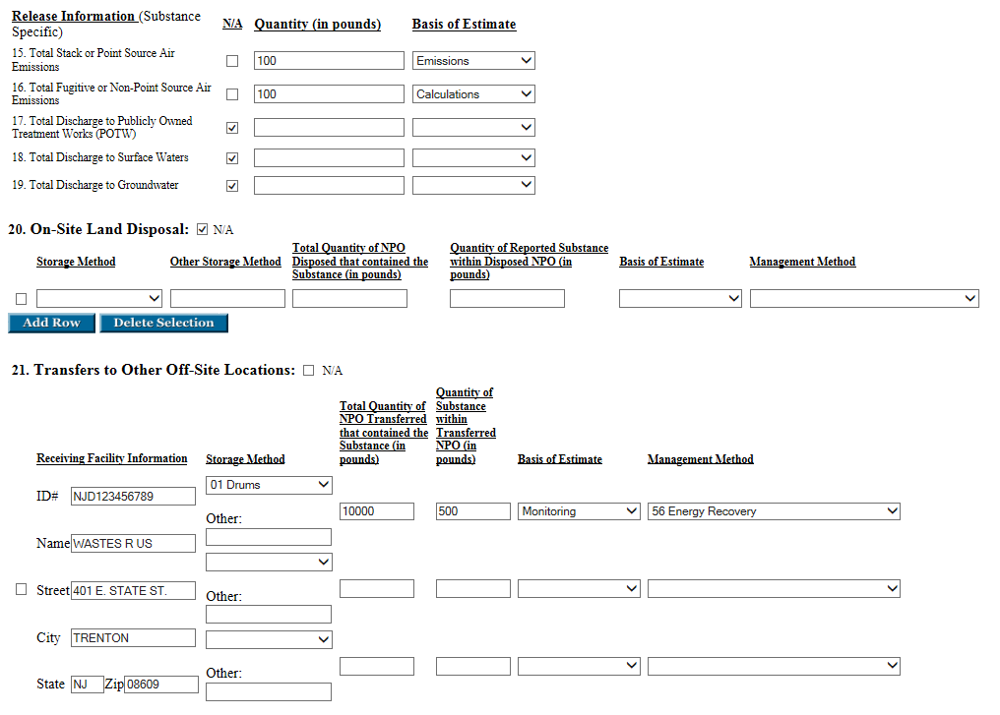 Release Information (Substance Specific)
N/A Quantity (in pounds) Basis of Estimate
15. Total Stack or Point Source Air Emissions
100 Emissions
16. Total Fugitive or Non-Point Source Air Emissions
100 Calculations
17. Total Discharge to Publicly Owned Treatment Works (POTW)
18. Total Discharge to Surface Waters
19. Total Discharge to Groundwater
20. On-Site Land Disposal: N/A
Storage Method
Other Storage Method
Total Quantity of NPO Disposed that contained the Substance (in pounds)
Quantity of Reported Substance within Disposed NPO (in pounds)
Basis of Estimate
Management Method
Add Row Delete Selection
21. Transfers to Other Off-Site Locations: N/A
Receiving Facility Information
Storage Method
Total Quantity of NPO Transferred that contained the Substance (in pounds)
Quantity of Substance within Transferred NPO (in pounds)
Basis of Estimate
Management Method
ID# NJD123456789
01 Drums
Other:
10000 500 Monitoring 56 Energy Recovery
Name WASTES R US
Street 401 E. STATE ST.
Other:
City TRENTON
State NJ Zip 08609
Other: